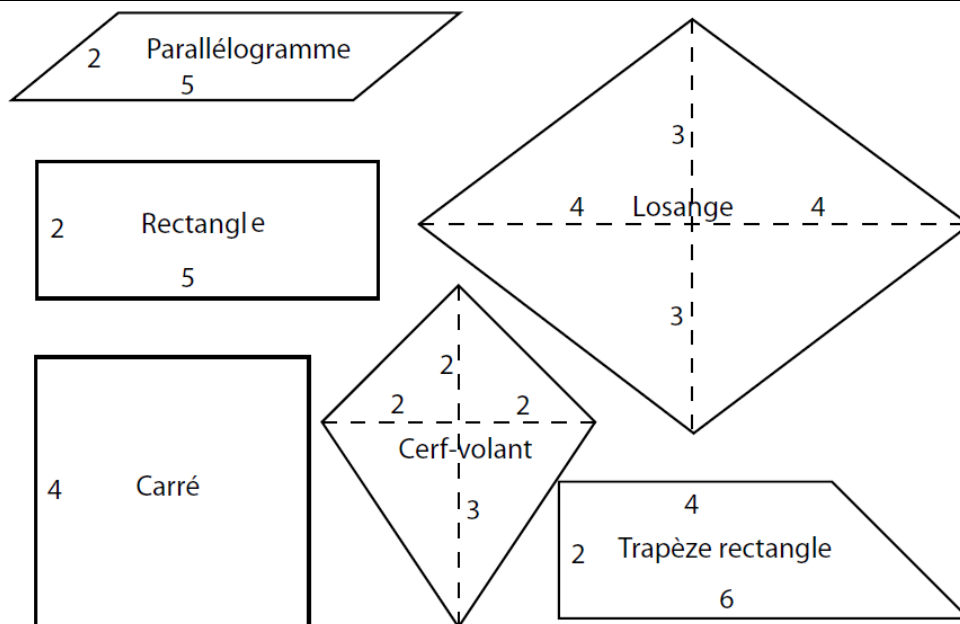 2 Parallélogramme
5
3
4 Losange 4
3
2 Rectangle
5
2
2 2
Cerf-volant
3
4 Carré
4
2 Trapèze rectangle
6